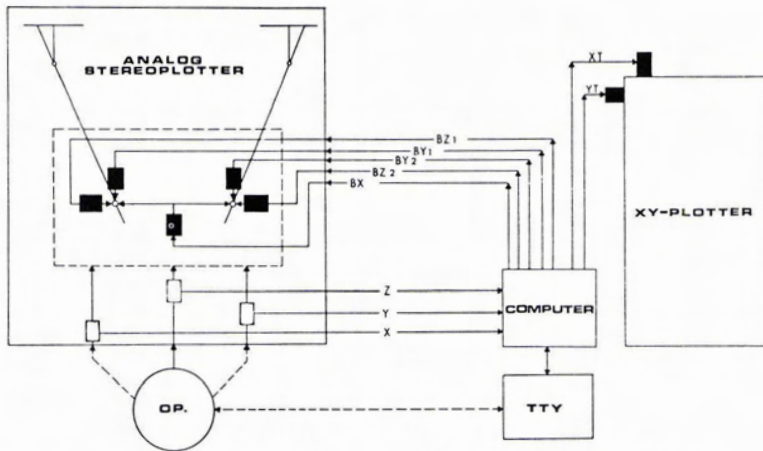 ANALOG
STEREOPLOTTER
XT
YT
BZ1
BY1
BY2
BZ2
BX
XY-PLOTTER
Z
COMPUTER
Y
X
OP.
TTY